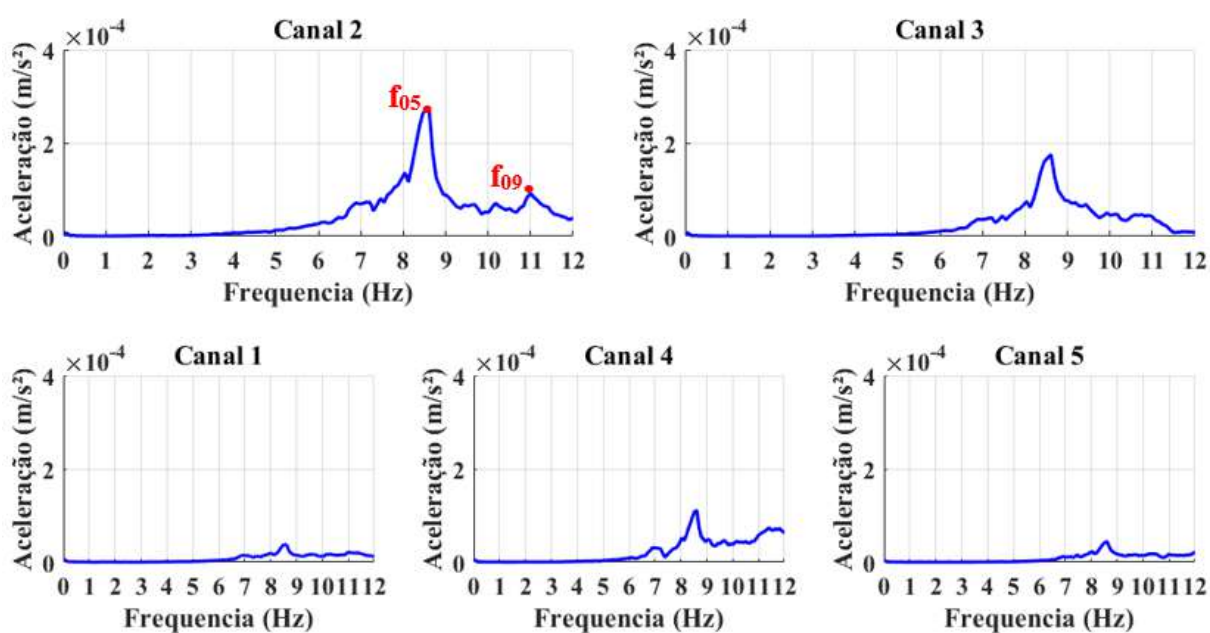 Canal 2
×10⁻⁴
Aceleração (m/s²)
4
2
0
f05
f09
0 1 2 3 4 5 6 7 8 9 10 11 12
Frequencia (Hz)
Canal 3
×10⁻⁴
Aceleração (m/s²)
4
2
0
0 1 2 3 4 5 6 7 8 9 10 11 12
Frequencia (Hz)
Canal 1
×10⁻⁴
Aceleração (m/s²)
4
2
0
0 1 2 3 4 5 6 7 8 9 10 11 12
Frequencia (Hz)
Canal 4
×10⁻⁴
Aceleração (m/s²)
4
2
0
0 1 2 3 4 5 6 7 8 9 10 11 12
Frequencia (Hz)
Canal 5
×10⁻⁴
Aceleração (m/s²)
4
2
0
0 1 2 3 4 5 6 7 8 9 10 11 12
Frequencia (Hz)